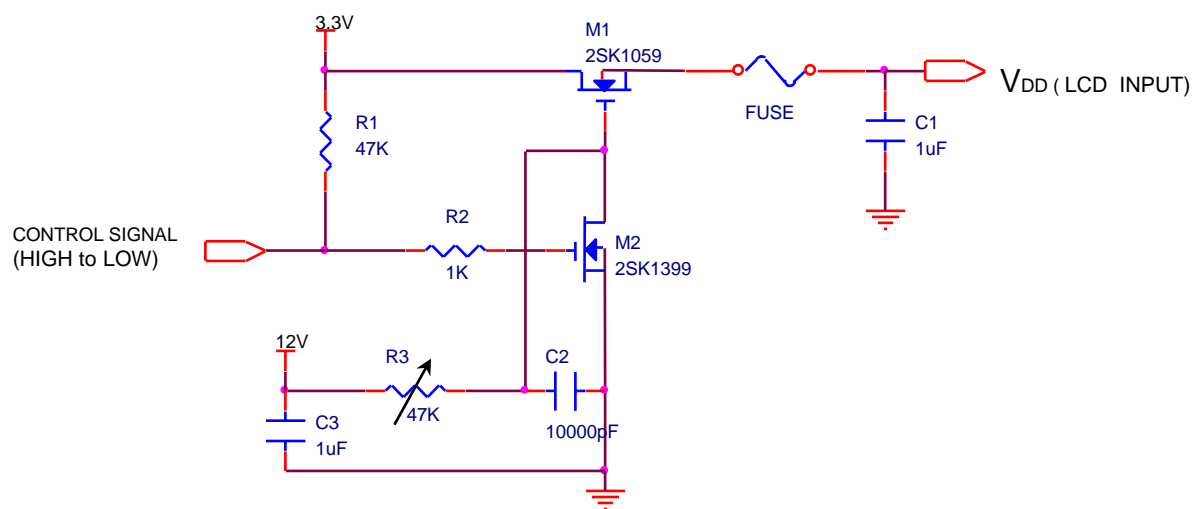 3.3V
M1
2SK1059
VDD ( LCD INPUT)
FUSE
R1
47K
C1
1uF
R2
CONTROL SIGNAL
(HIGH to LOW)
M2
2SK1399
1K
12V
R3
C2
47K
10000pF
C3
1uF